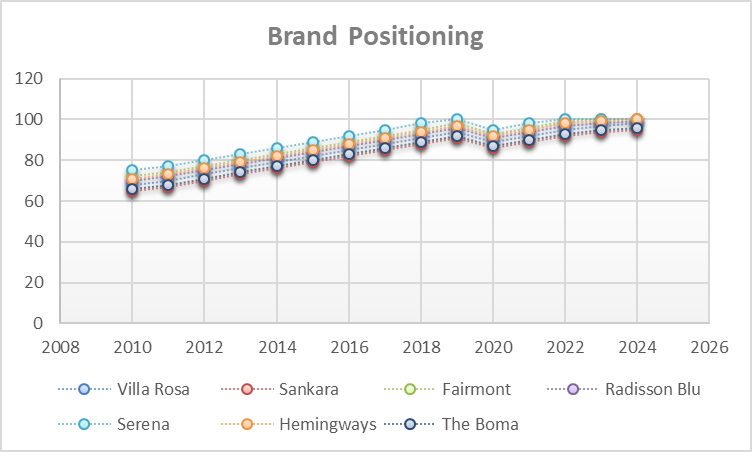 Brand Positioning
120
100
80
60
40
20
0
2008 2010 2012 2014 2016 2018 2020 2022 2024 2026
Villa Rosa Sankara Fairmont Radisson Blu
Serena Hemingways The Boma